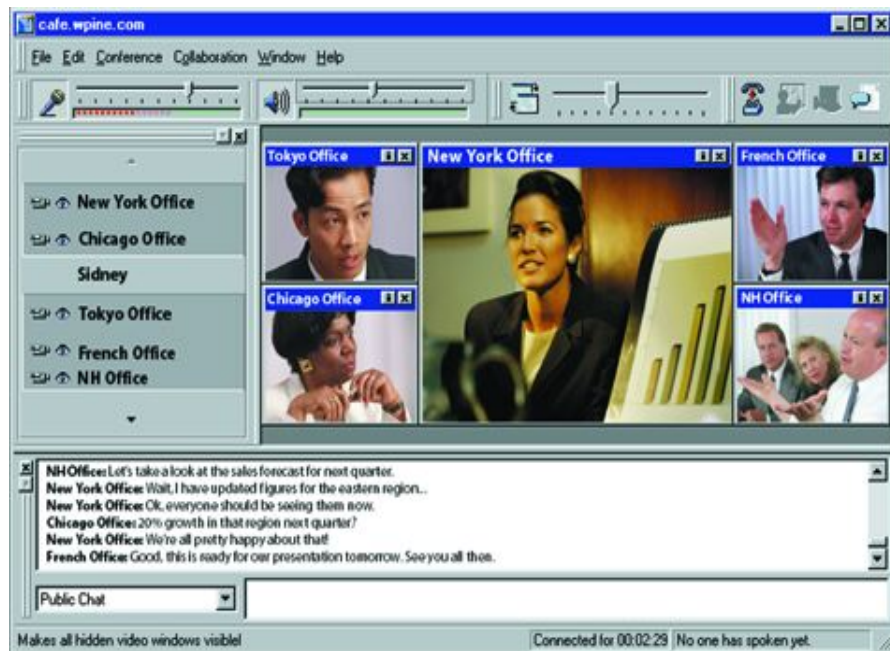 cafe.wpine.com
File Edit Conference Collaboration Window Help
New York Office
Chicago Office
Sidney
Tokyo Office
French Office
NH Office
Tokyo Office
New York Office
French Office
Chicago Office
NH Office
NH Office: Let's take a look at the sales forecast for next quarter.
New York Office: Wait, I have updated figures for the eastern region...
New York Office: Ok, everyone should be seeing them now.
Chicago Office: 20% growth in that region next quarter?
New York Office: We're all pretty happy about that!
French Office: Good, this is ready for our presentation tomorrow. See you all then.
Public Chat
Makes all hidden video windows visiblel
Connected for 00:02:29 No one has spoken yet.